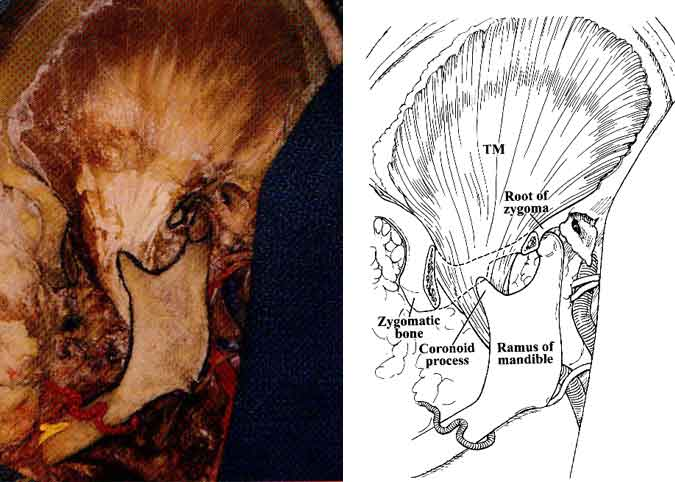 TM
Root of
zygoma
Zygomatic
bone
Coronoid
process
Ramus of
mandible